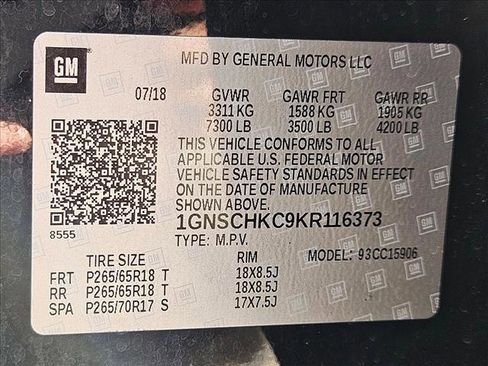 GM
MFD BY GENERAL MOTORS LLC
07/18 GVWR GAWR FRT GAWR RR
3311 KG 1588 KG 1905 KG
7300 LB 3500 LB 4200 LB
THIS VEHICLE CONFORMS TO ALL
APPLICABLE U.S. FEDERAL MOTOR
VEHICLE SAFETY STANDARDS IN EFFECT
ON THE DATE OF MANUFACTURE
SHOWN ABOVE.
8555
1GNSCHKC9KR116373
TYPE: M.P.V. MODEL: 93CC15906
TIRE SIZE RIM
FRT P265/65R18 T 18X8.5J
RR P265/65R18 T 18X8.5J
SPA P265/70R17 S 17X7.5J